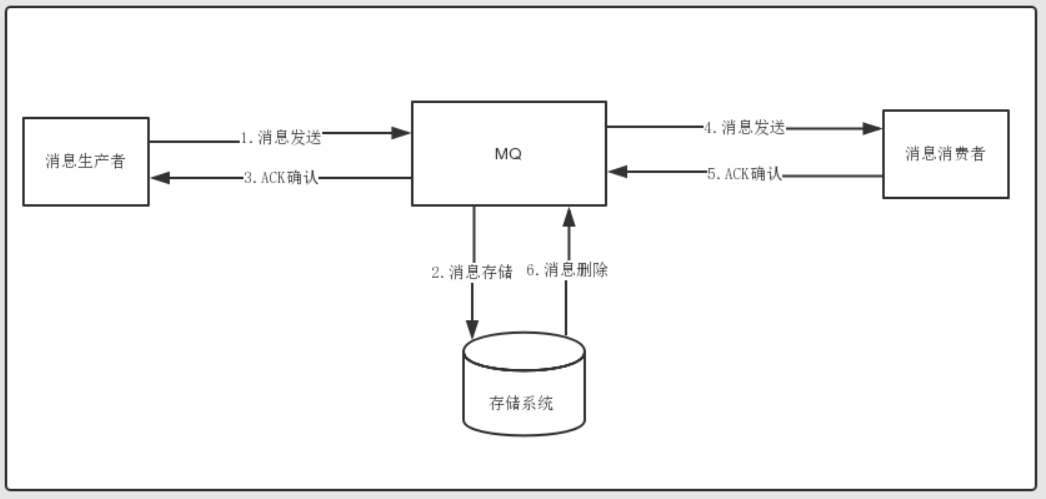 1.消息发送
4.消息发送
消息生产者
MQ
消息消费者
3.ACK确认
5.ACK确认
2.消息存储
6.消息删除
存储系统